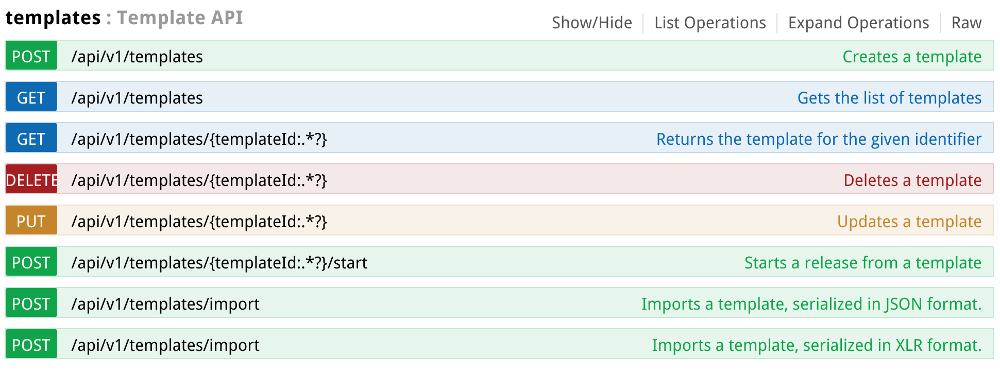 templates : Template API Show/Hide List Operations Expand Operations Raw
POST /api/v1/templates Creates a template
GET /api/v1/templates Gets the list of templates
GET /api/v1/templates/{templateId:.*?} Returns the template for the given identifier
DELETE /api/v1/templates/{templateId:.*?} Deletes a template
PUT /api/v1/templates/{templateId:.*?} Updates a template
POST /api/v1/templates/{templateId:.*?}/start Starts a release from a template
POST /api/v1/templates/import Imports a template, serialized in JSON format.
POST /api/v1/templates/import Imports a template, serialized in XLR format.